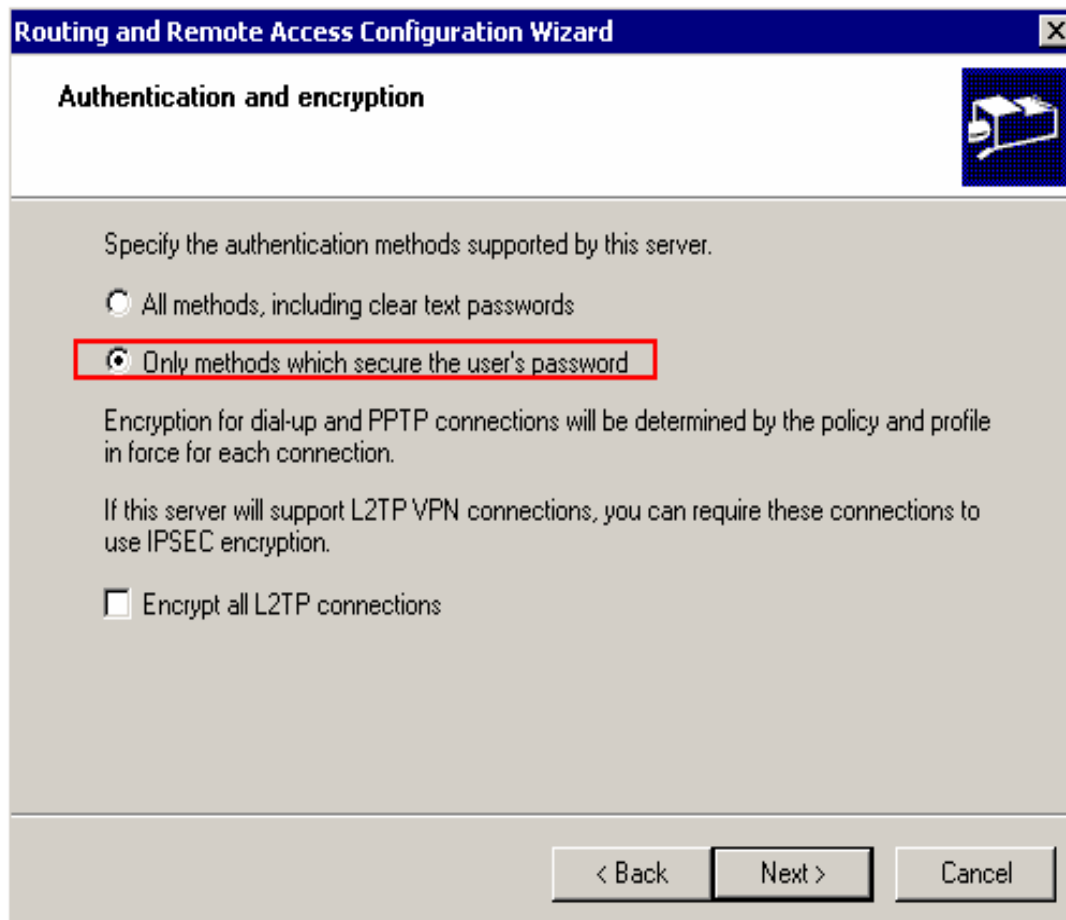 Routing and Remote Access Configuration Wizard
Authentication and encryption
Specify the authentication methods supported by this server.
All methods, including clear text passwords
Only methods which secure the user's password
Encryption for dial-up and PPTP connections will be determined by the policy and profile
in force for each connection.
If this server will support L2TP VPN connections, you can require these connections to
use IPSEC encryption.
Encrypt all L2TP connections
< Back
Next >
Cancel